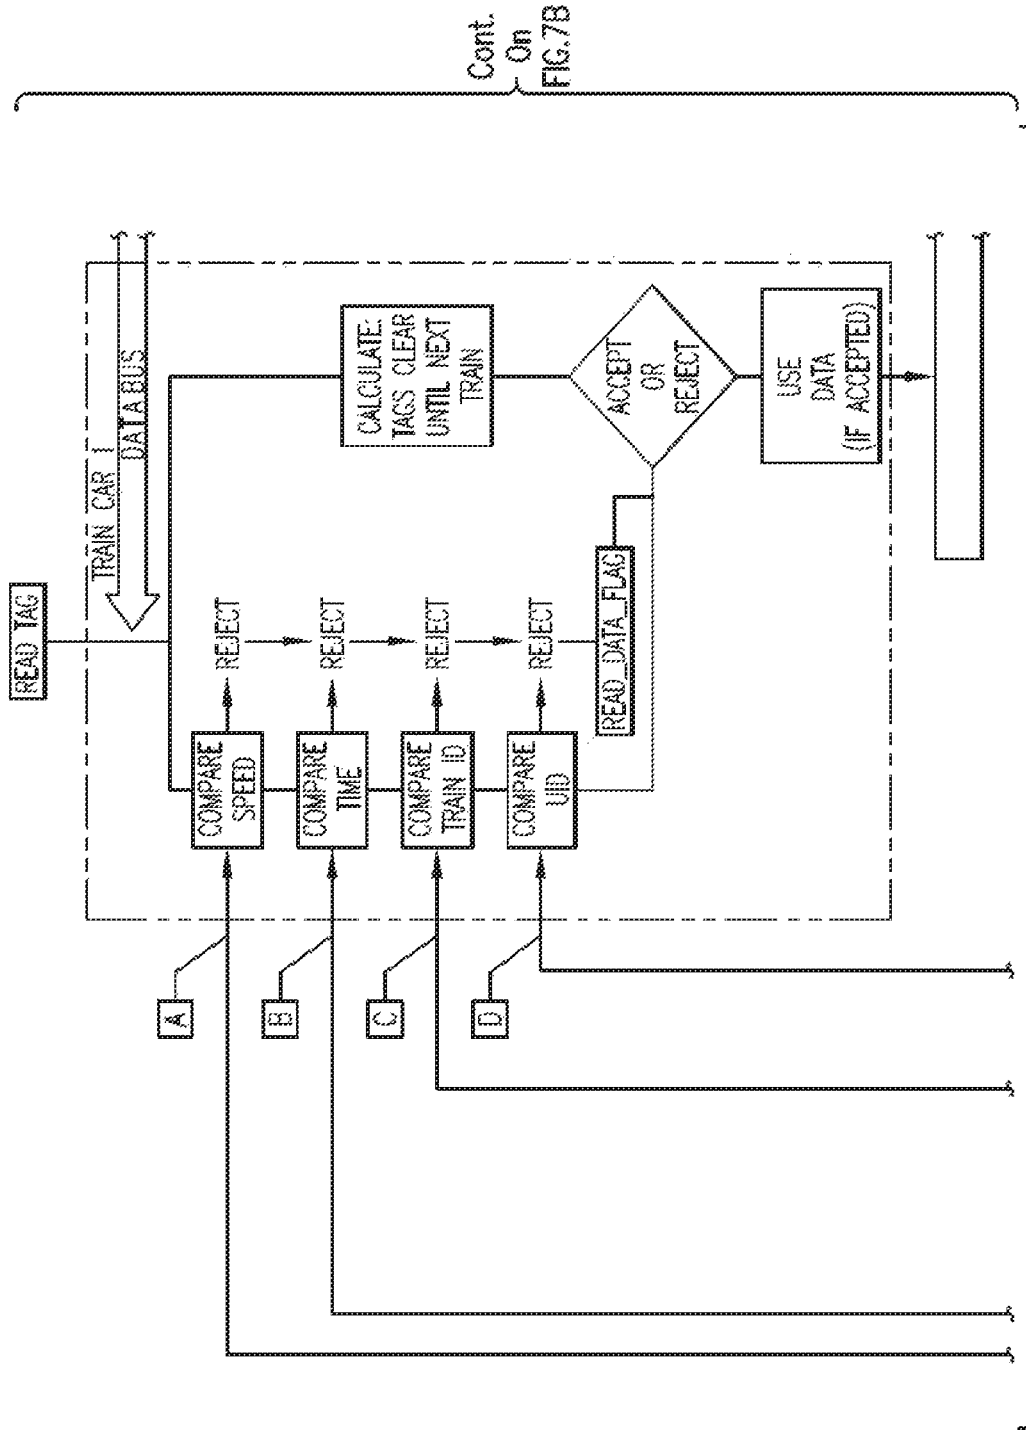 Cont.
On
FIG.7B
READ TAG
TRAIN CAR 1
DATA BUS
COMPARE
SPEED
REJECT
COMPARE
TIME
REJECT
COMPARE
TRAIN ID
REJECT
COMPARE
UID
REJECT
READ_DATA_FLAG
CALCULATE:
TAGS CLEAR
UNTIL NEXT
TRAIN
ACCEPT
OR
REJECT
USE
DATA
(IF ACCEPTED)
A
B
C
D